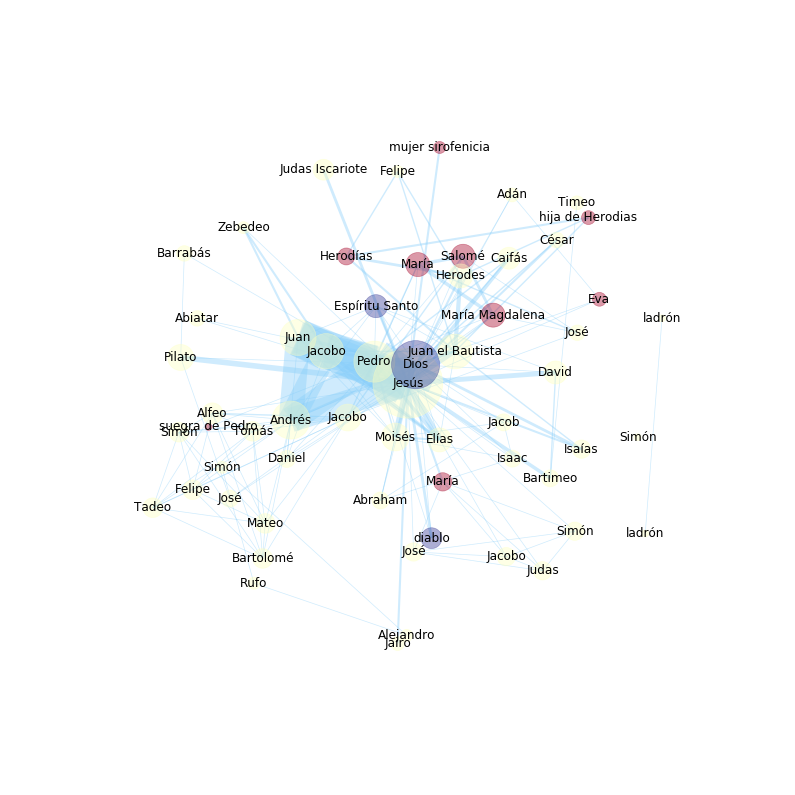 mujer sirofenicia
Judas Iscariote
Felipe
Adán
Timeo
hija de Herodias
Zebedeo
César
Barrabás
Herodías
María
Salomé
Caifás
Herodes
Eva
Espíritu Santo
María Magdalena
Abiatar
ladrón
José
Juan
Jacobo
Juan el Bautista
Pilato
Pedro
Dios
David
Jesús
Alfeo
Andrés
Jacobo
Jacob
suegra de Pedro
Simón
Tomás
Moisés
Elías
Simón
Isaías
Daniel
Isaac
Simón
Bartimeo
María
Felipe
José
Abraham
Tadeo
Mateo
diablo
Simón
ladrón
José
Jacobo
Bartolomé
Judas
Rufo
Alejandro
Jairo